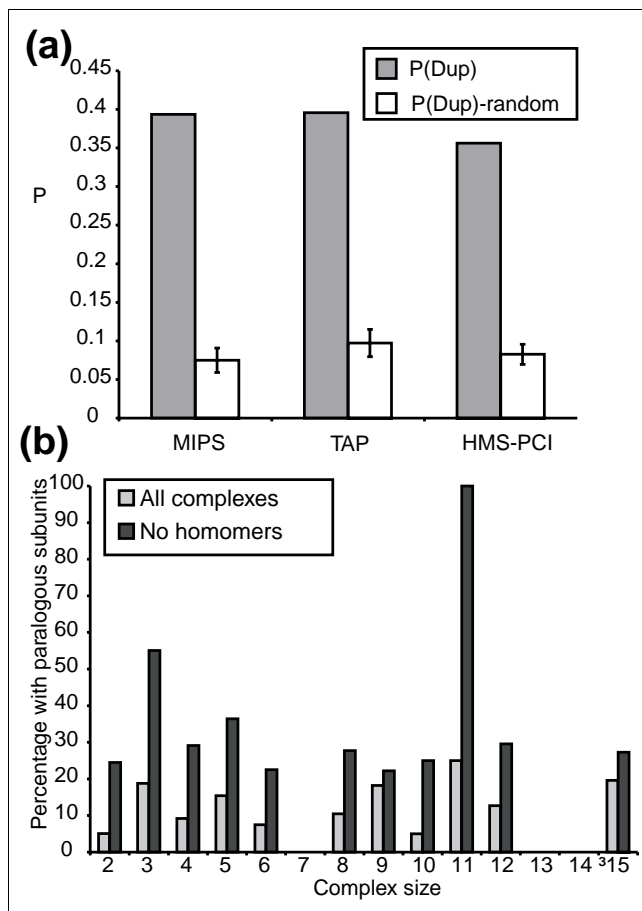 (a)
0.45
0.4
0.35
0.3
0.25
0.2
0.15
0.1
0.05
0
P
P(Dup)
P(Dup)-random
MIPS TAP HMS-PCI
(b)
Percentage with paralogous subunits
100
90
80
70
60
50
40
30
20
10
0
All complexes
No homomers
2 3 4 5 6 7 8 9 10 11 12 13 14 ³15
Complex size